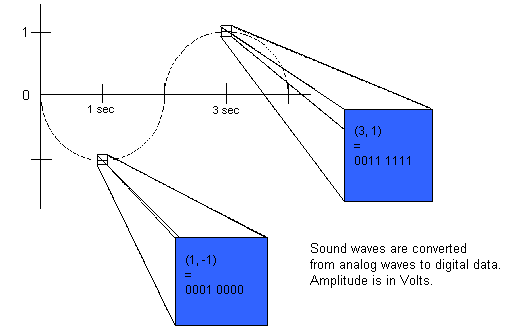 1
0
1 sec
3 sec
(3, 1)
=
0011 1111
(1, -1)
=
0001 0000
Sound waves are converted
from analog waves to digital data.
Amplitude is in Volts.